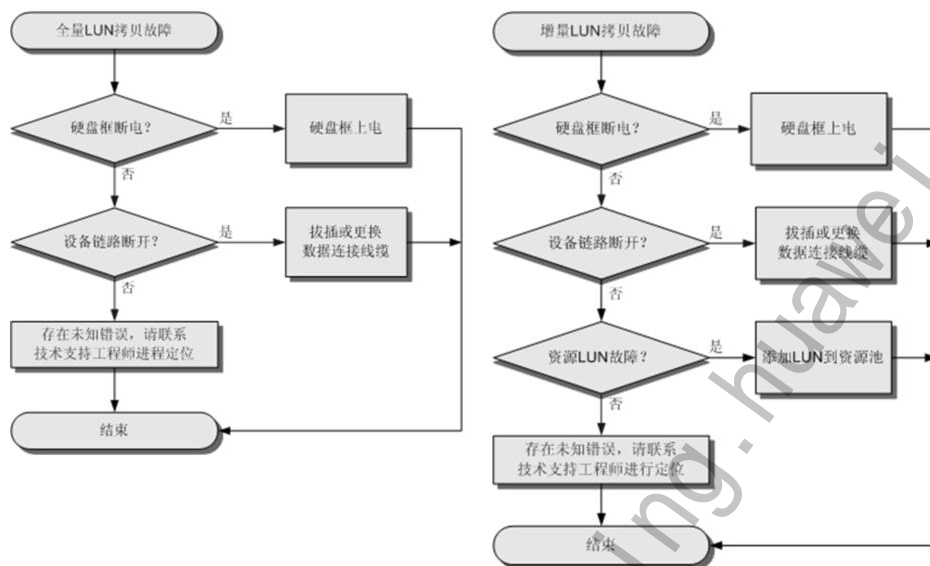 全量LUN拷贝故障
硬盘框断电？
是
硬盘框上电
否
设备链路断开？
是
拔插或更换
数据连接线缆
否
存在未知错误，请联系
技术支持工程师进程定位
结束
增量LUN拷贝故障
硬盘框断电？
是
硬盘框上电
否
设备链路断开？
是
拔插或更换
数据连接线缆
否
资源LUN故障？
是
添加LUN到资源池
否
存在未知错误，请联系
技术支持工程师进行定位
结束
ing.huawei